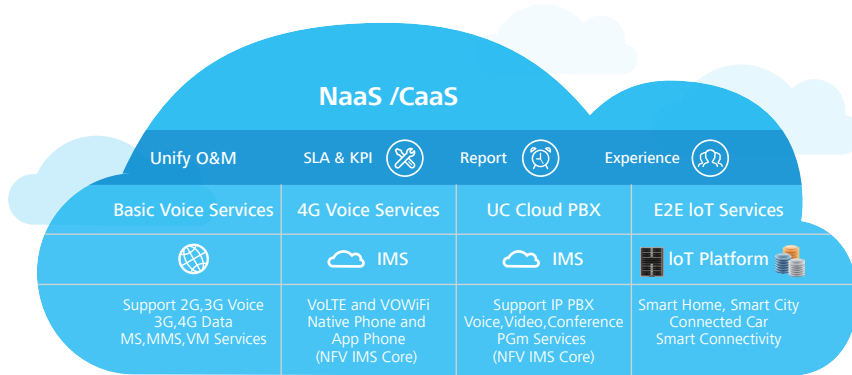 NaaS /CaaS
Unify O&M SLA & KPI Report Experience
Basic Voice Services 4G Voice Services UC Cloud PBX E2E IoT Services
IMS IMS IoT Platform
Support 2G,3G Voice
3G,4G Data
MS,MMS,VM Services
VoLTE and VOWiFi
Native Phone and
App Phone
(NFV IMS Core)
Support IP PBX
Voice,Video,Conference
PGm Services
(NFV IMS Core)
Smart Home, Smart City
Connected Car
Smart Connectivity